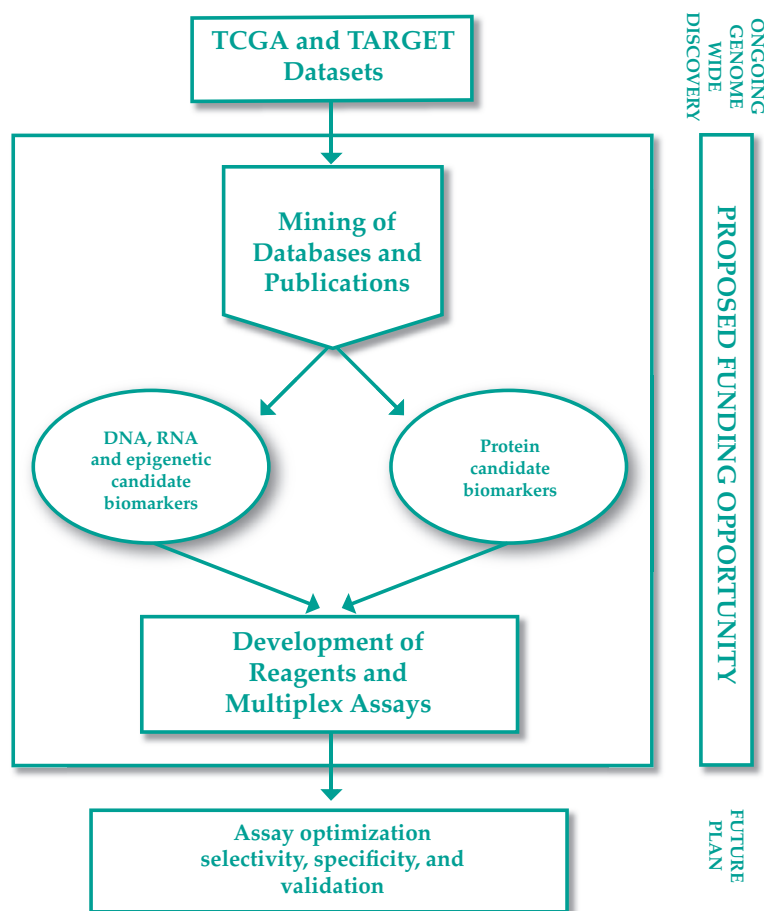 TCGA and TARGET
Datasets
ONGOING
GENOME
WIDE
DISCOVERY
Mining of
Databases and
Publications
DNA, RNA
and epigenetic
candidate
biomarkers
Protein
candidate
biomarkers
PROPOSED FUNDING OPPORTUNITY
Development of
Reagents and
Multiplex Assays
Assay optimization
selectivity, specificity, and
validation
FUTURE
PLAN